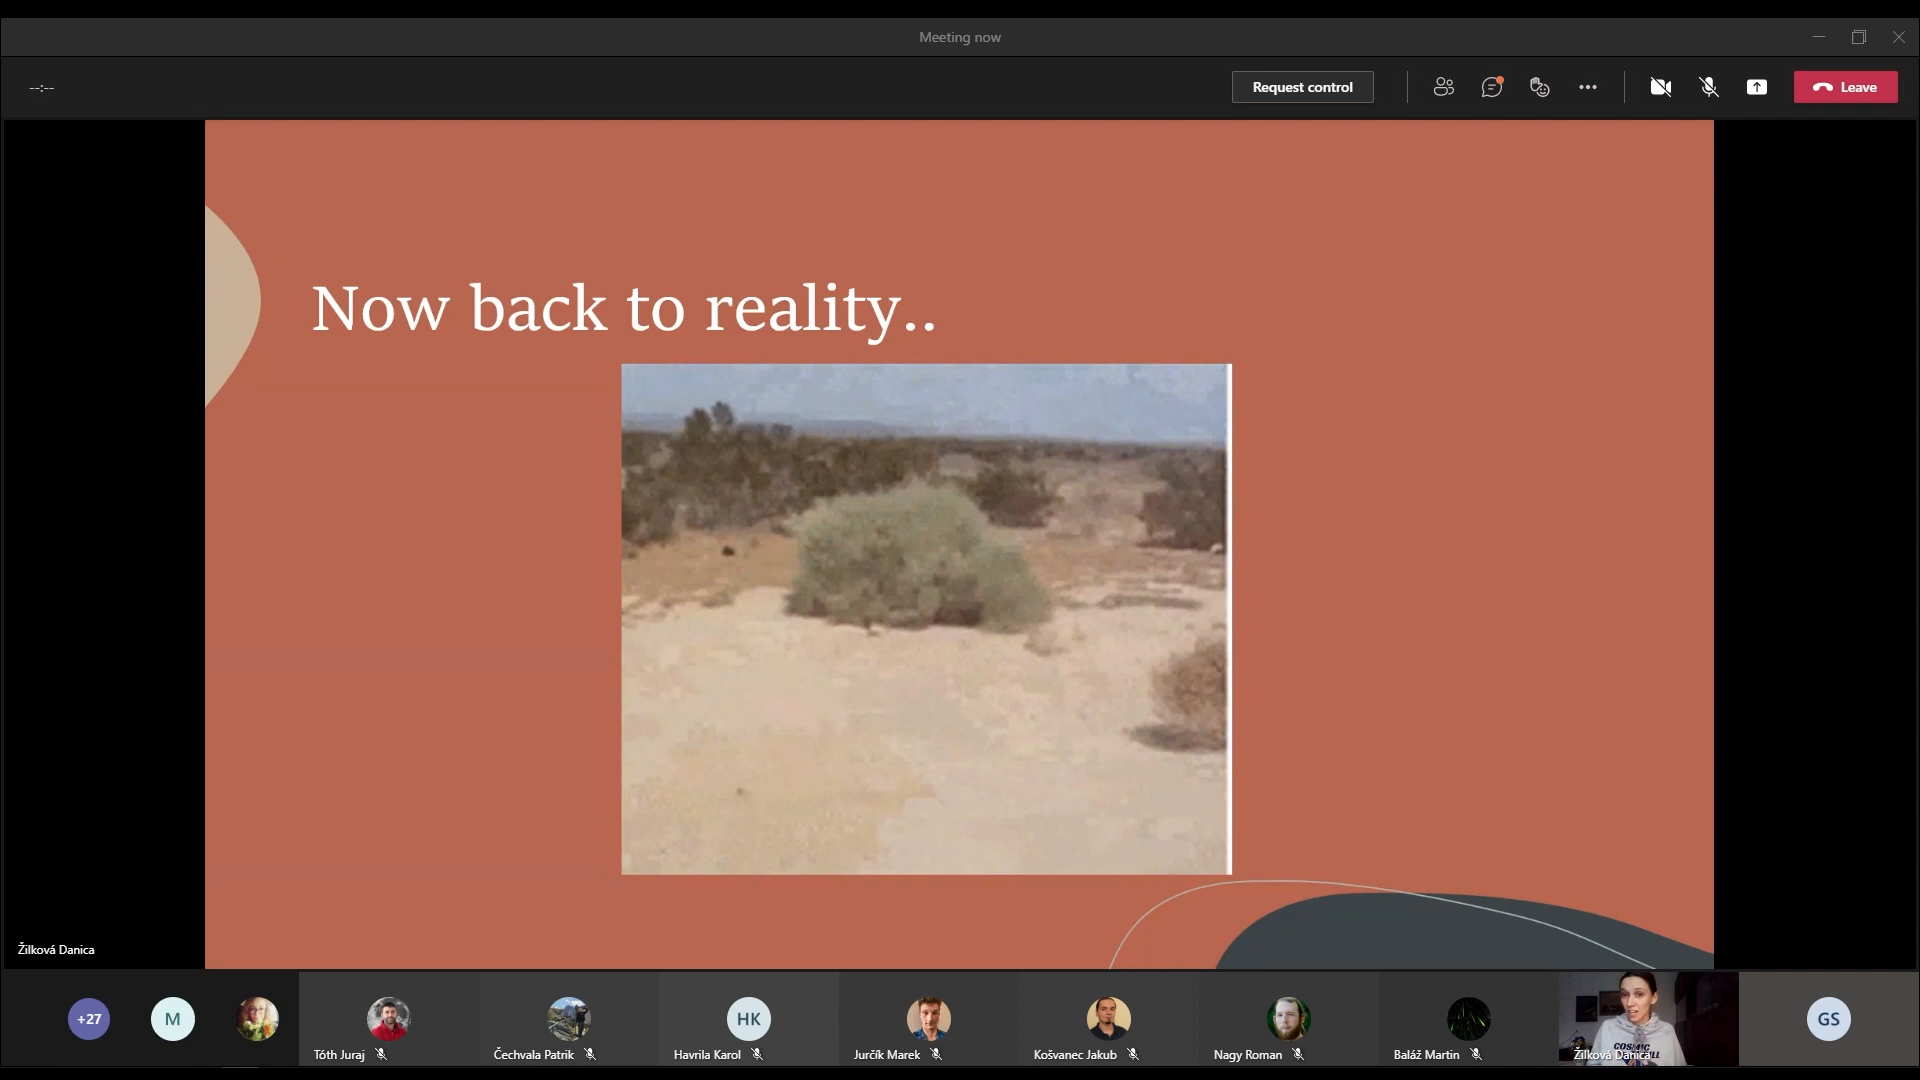 Meeting now
--:--
Request control
Leave
Now back to reality..
Žilková Danica
+27
M
Tóth Juraj
Čechvala Patrik
HK
Havrila Karol
Jurčík Marek
Košvanec Jakub
Nagy Roman
Baláž Martin
COSMIC
Žilková Danica
GS